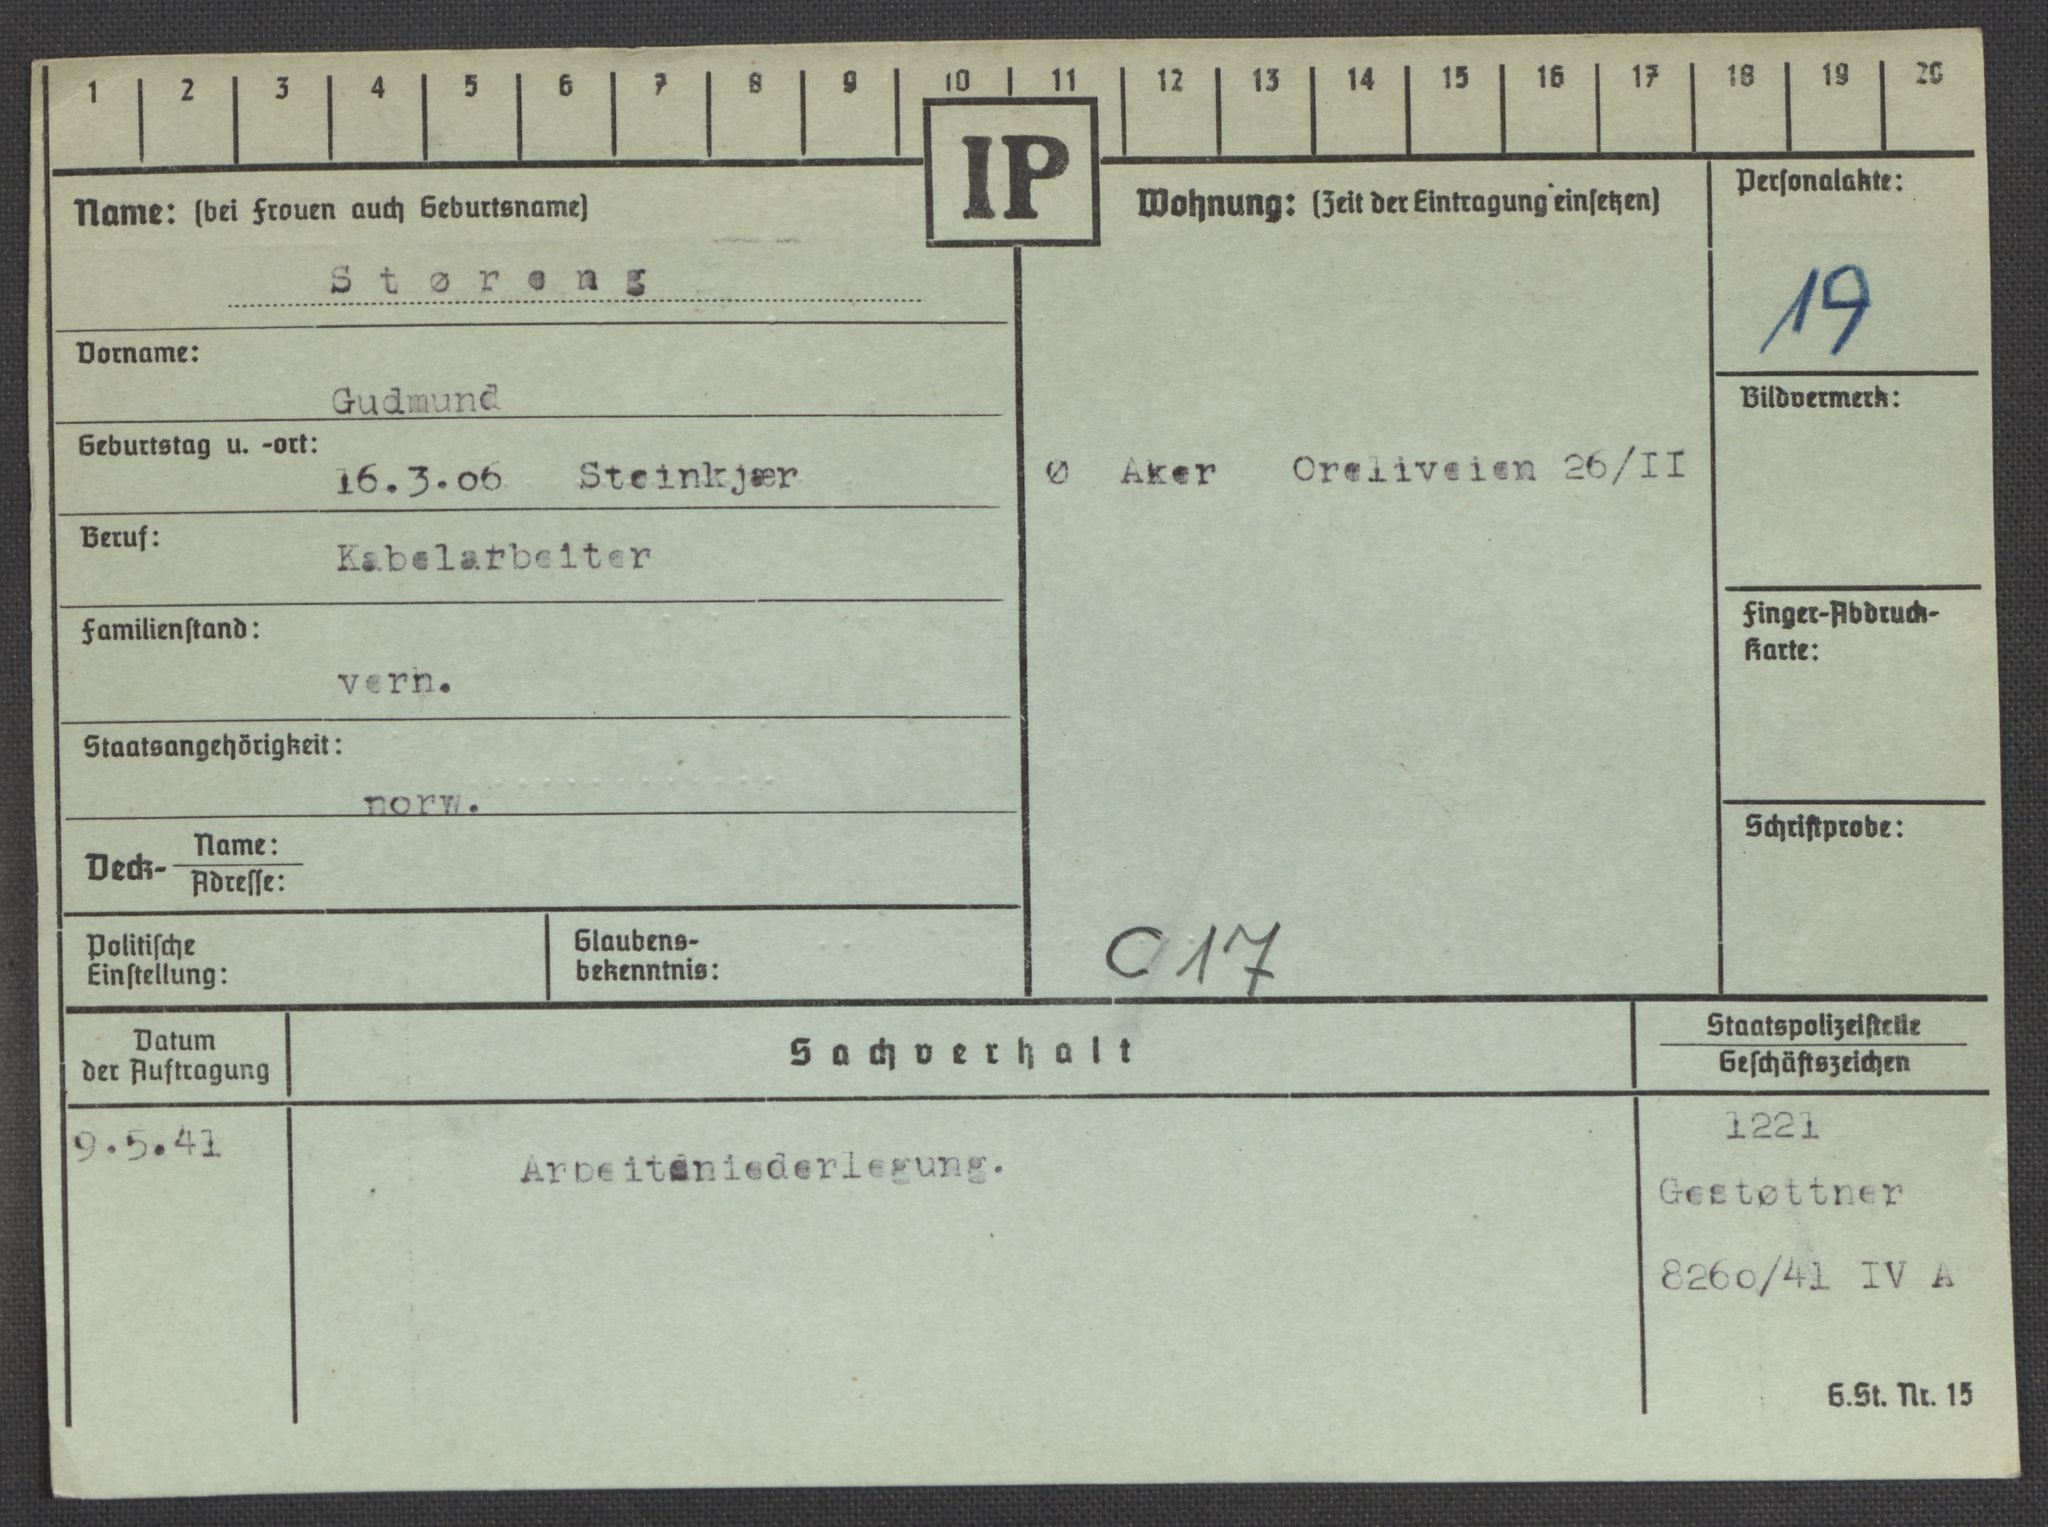 1 2 3 4 5 6 7 8 9 10 11 12 13 14 15 16 17 18 19 20
IP
Name: (bei Frauen auch Geburtsname)
Støreng
Vorname:
Gudmund
Geburtstag u. -ort:
16.3.06 Steinkjær
Beruf:
Kabelarbeiter
Familienstand:
verh.
Staatsangehörigkeit:
norw.
Deck- Name:
Adresse:
Politische
Einstellung:
Glaubens-
bekenntnis:
Wohnung: (Zeit der Eintragung einsetzen)
Ø Aker Oreliveien 26/II
C 17
Personalakte:
19
Bildvermerk:
Finger-Abdruck-
Karte:
Schriftprobe:
Datum
der Auftragung
Sachverhalt
Staatspolizeistelle
Geschäftszeichen
9.5.41
Arbeitsniederlegung.
1221
Gestøttner
8260/41 IV A
G.St. Nr. 15